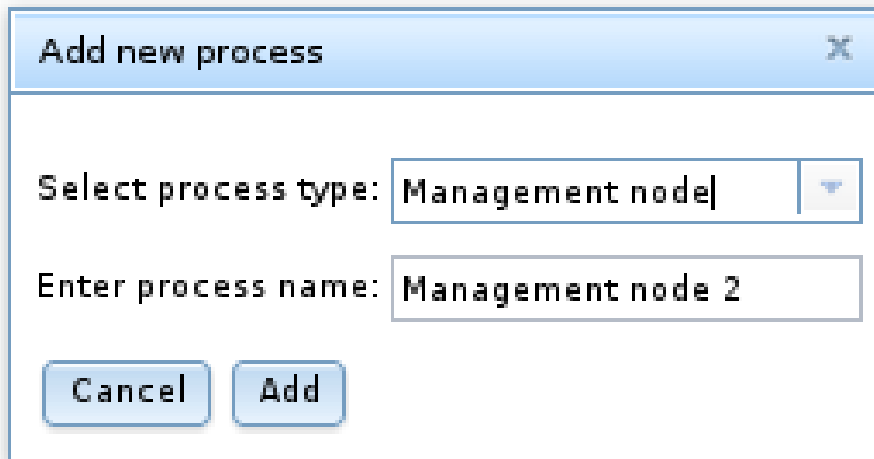 Add new process
Select process type: Management node
Enter process name: Management node 2
Cancel Add